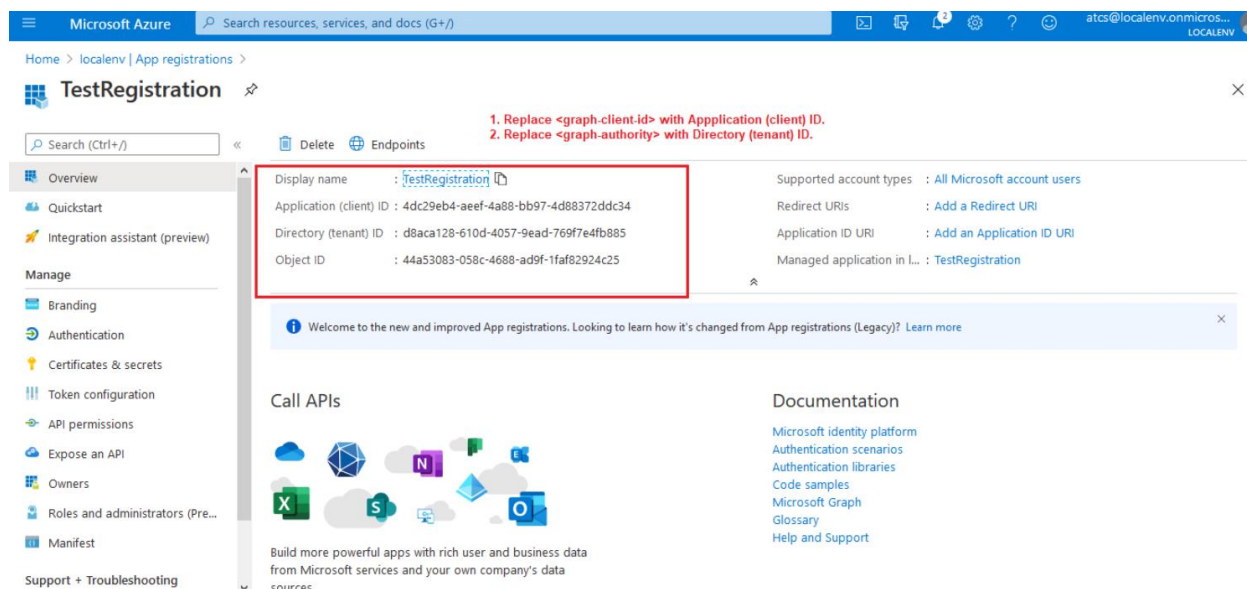 Microsoft Azure
Search resources, services, and docs (G+/)
2
atcs@localenv.onmicros...
LOCALENV
Home > localenv | App registrations >
TestRegistration
1. Replace <graph-client-id> with Appplication (client) ID.
2. Replace <graph-authority> with Directory (tenant) ID.
Search (Ctrl+/)
«
Delete
Endpoints
Overview
Quickstart
Integration assistant (preview)
Manage
Branding
Authentication
Certificates & secrets
Token configuration
API permissions
Expose an API
Owners
Roles and administrators (Pre...
Manifest
Support + Troubleshooting
Display name : TestRegistration
Application (client) ID : 4dc29eb4-aeef-4a88-bb97-4d88372ddc34
Directory (tenant) ID : d8aca128-610d-4057-9ead-769f7e4fb885
Object ID : 44a53083-058c-4688-ad9f-1faf82924c25
Supported account types : All Microsoft account users
Redirect URIs : Add a Redirect URI
Application ID URI : Add an Application ID URI
Managed application in l... : TestRegistration
Welcome to the new and improved App registrations. Looking to learn how it's changed from App registrations (Legacy)? Learn more
Call APIs
N
E
X
S
O
Build more powerful apps with rich user and business data
from Microsoft services and your own company's data
sources
Documentation
Microsoft identity platform
Authentication scenarios
Authentication libraries
Code samples
Microsoft Graph
Glossary
Help and Support